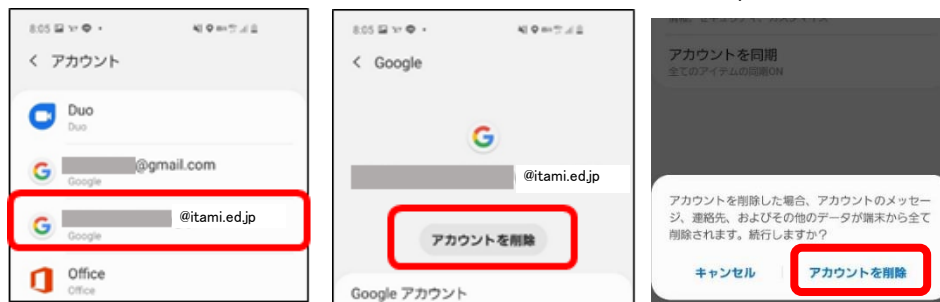 8:05
アカウント
Duo
Duo
@gmail.com
Google
@itami.ed.jp
Google
Office
Office
8:05
Google
@itami.ed.jp
アカウントを削除
Google アカウント
アカウントを同期
全てのアイテムの同期ON
アカウントを削除した場合、アカウントのメッセー
ジ、連絡先、およびその他のデータが端末から全て
削除されます。続行しますか?
キャンセル
アカウントを削除